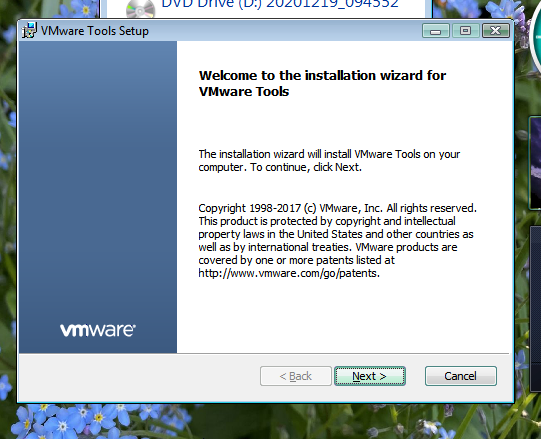 DVD Drive (D:) 20201219_094552
VMware Tools Setup
Welcome to the installation wizard for
VMware Tools
The installation wizard will install VMware Tools on your
computer. To continue, click Next.
Copyright 1998-2017 (c) VMware, Inc. All rights reserved.
This product is protected by copyright and intellectual
property laws in the United States and other countries as
well as by international treaties. VMware products are
covered by one or more patents listed at
http://www.vmware.com/go/patents.
vmware®
< Back
Next >
Cancel